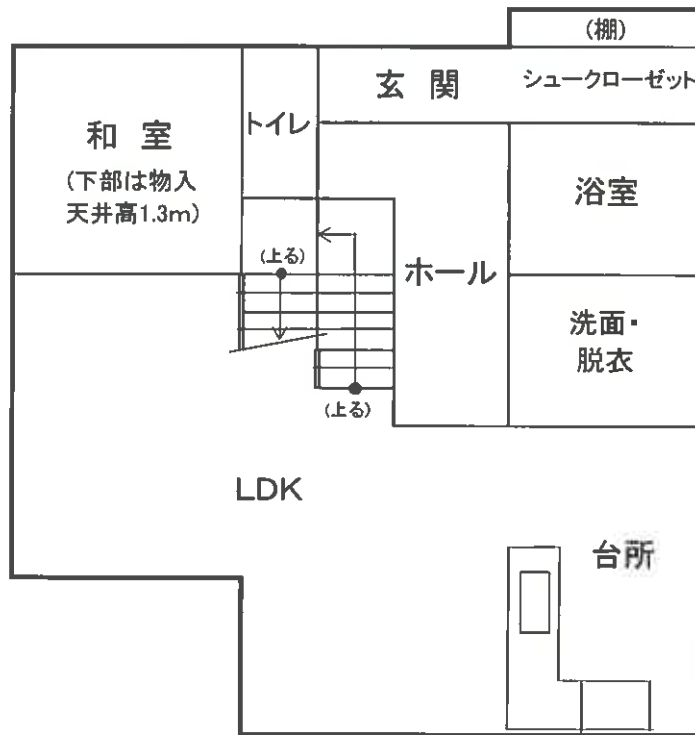 (棚)
玄 関
シュークローゼット
トイレ
和 室
(下部は物入
天井高1.3m)
浴室
(上る)
ホール
洗面・
脱衣
(上る)
LDK
台所